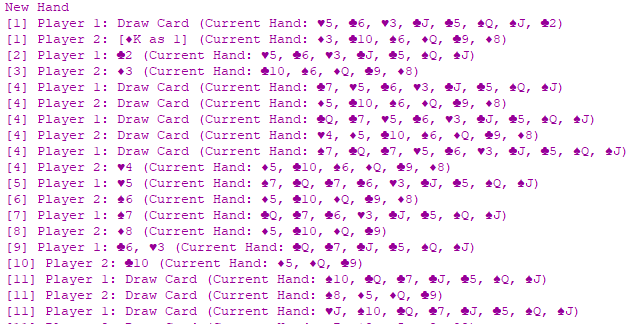 New Hand
[1] Player 1: Draw Card (Current Hand: ♥5, ♣6, ♥3, ♣J, ♣5, ♠Q, ♠J, ♣2)
[1] Player 2: [♦K as 1] (Current Hand: ♦3, ♣10, ♠6, ♦Q, ♣9, ♦8)
[2] Player 1: ♣2 (Current Hand: ♥5, ♣6, ♥3, ♣J, ♣5, ♠Q, ♠J)
[3] Player 2: ♦3 (Current Hand: ♣10, ♠6, ♦Q, ♣9, ♦8)
[4] Player 1: Draw Card (Current Hand: ♣7, ♥5, ♣6, ♥3, ♣J, ♣5, ♠Q, ♠J)
[4] Player 2: Draw Card (Current Hand: ♦5, ♣10, ♠6, ♦Q, ♣9, ♦8)
[4] Player 1: Draw Card (Current Hand: ♣Q, ♣7, ♥5, ♣6, ♥3, ♣J, ♣5, ♠Q, ♠J)
[4] Player 2: Draw Card (Current Hand: ♥4, ♦5, ♣10, ♠6, ♦Q, ♣9, ♦8)
[4] Player 1: Draw Card (Current Hand: ♠7, ♣Q, ♣7, ♥5, ♣6, ♥3, ♣J, ♣5, ♠Q, ♠J)
[4] Player 2: ♥4 (Current Hand: ♦5, ♣10, ♠6, ♦Q, ♣9, ♦8)
[5] Player 1: ♥5 (Current Hand: ♠7, ♣Q, ♣7, ♣6, ♥3, ♣J, ♣5, ♠Q, ♠J)
[6] Player 2: ♠6 (Current Hand: ♦5, ♣10, ♦Q, ♣9, ♦8)
[7] Player 1: ♠7 (Current Hand: ♣Q, ♣7, ♣6, ♥3, ♣J, ♣5, ♠Q, ♠J)
[8] Player 2: ♦8 (Current Hand: ♦5, ♣10, ♦Q, ♣9)
[9] Player 1: ♣6, ♥3 (Current Hand: ♣Q, ♣7, ♣J, ♣5, ♠Q, ♠J)
[10] Player 2: ♣10 (Current Hand: ♦5, ♦Q, ♣9)
[11] Player 1: Draw Card (Current Hand: ♠10, ♣Q, ♣7, ♣J, ♣5, ♠Q, ♠J)
[11] Player 2: Draw Card (Current Hand: ♠8, ♦5, ♦Q, ♣9)
[11] Player 1: Draw Card (Current Hand: ♥J, ♠10, ♣Q, ♣7, ♣J, ♣5, ♠Q, ♠J)